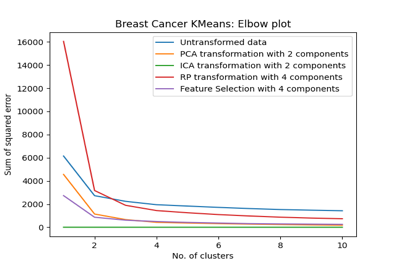 Breast Cancer KMeans: Elbow plot
Untransformed data
PCA transformation with 2 components
ICA transformation with 2 components
RP transformation with 4 components
Feature Selection with 4 components
Sum of squared error
16000
14000
12000
10000
8000
6000
4000
2000
0
2
4
6
8
10
No. of clusters